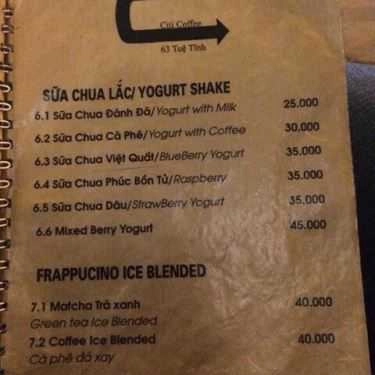 Cũi Coffee
63 Tuệ Tĩnh
SỮA CHUA LẮC/ YOGURT SHAKE
6.1 Sữa Chua Đánh Đá/Yogurt with Milk 25.000
6.2 Sữa Chua Cà Phê/Yogurt with Coffee 30.000
6.3 Sữa Chua Việt Quất/BlueBerry Yogurt 35.000
6.4 Sữa Chua Phúc Bồn Tử/Raspberry 35.000
6.5 Sữa Chua Dâu/StrawBerry Yogurt 35.000
6.6 Mixed Berry Yogurt 45.000
FRAPPUCINO ICE BLENDED
7.1 Matcha Trà xanh 40.000
Green tea Ice Blended
7.2 Coffee Ice Blended 40.000
Cà phê đá xay